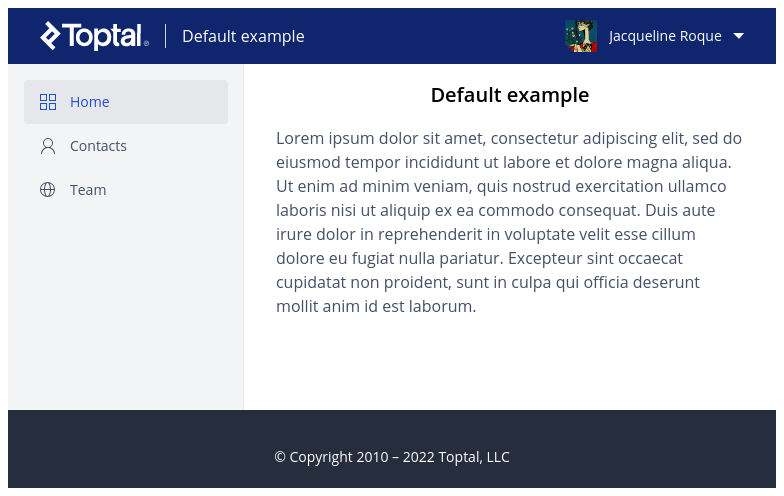 Toptal®
Default example
Jacqueline Roque
Home
Contacts
Team
Default example
Lorem ipsum dolor sit amet, consectetur adipiscing elit, sed do
eiusmod tempor incididunt ut labore et dolore magna aliqua.
Ut enim ad minim veniam, quis nostrud exercitation ullamco
laboris nisi ut aliquip ex ea commodo consequat. Duis aute
irure dolor in reprehenderit in voluptate velit esse cillum
dolore eu fugiat nulla pariatur. Excepteur sint occaecat
cupidatat non proident, sunt in culpa qui officia deserunt
mollit anim id est laborum.
© Copyright 2010 – 2022 Toptal, LLC